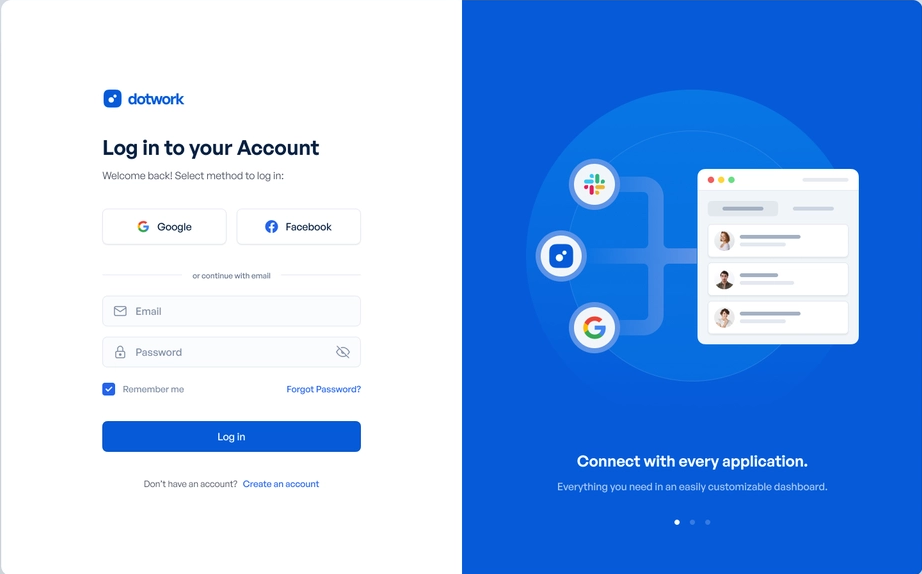 dotwork
Log in to your Account
Welcome back! Select method to log in:
Google
Facebook
or continue with email
Email
Password
Remember me
Forgot Password?
Log in
Don't have an account? Create an account
Connect with every application.
Everything you need in an easily customizable dashboard.